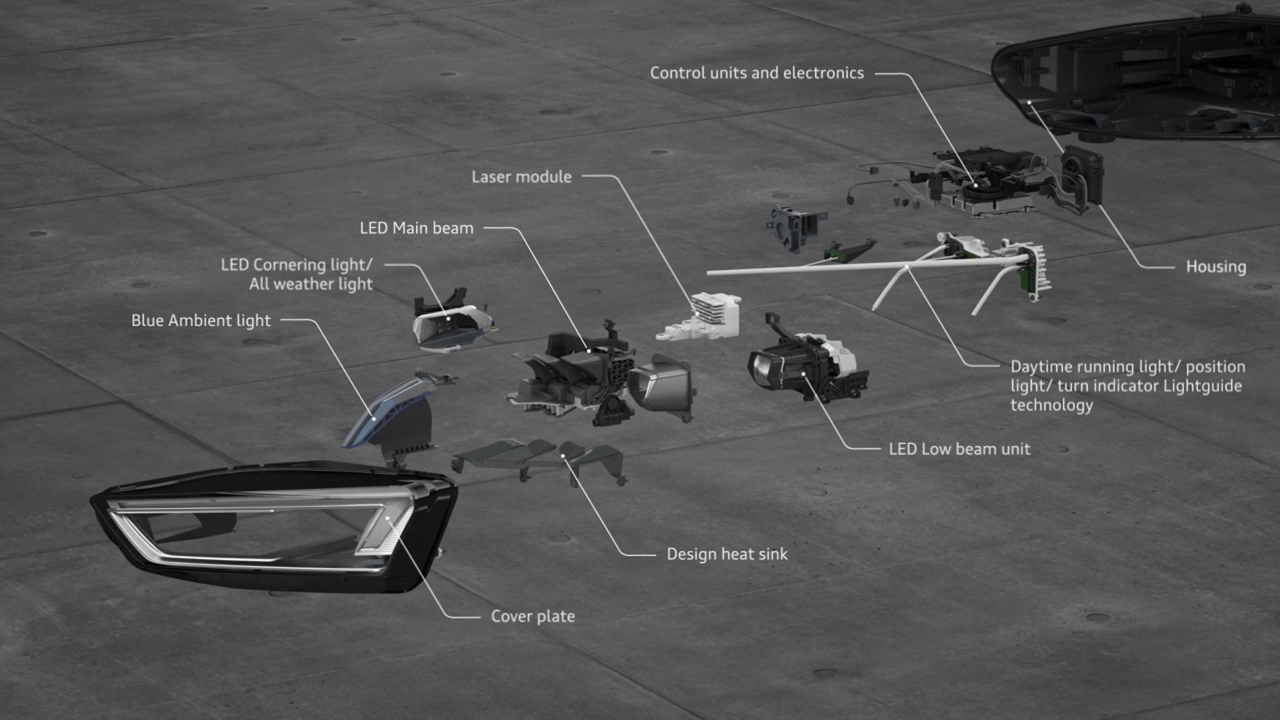 Control units and electronics
Laser module
LED Main beam
LED Cornering light/
All weather light
Housing
Blue Ambient light
Daytime running light/ position
light/ turn indicator Lightguide
technology
LED Low beam unit
Design heat sink
Cover plate